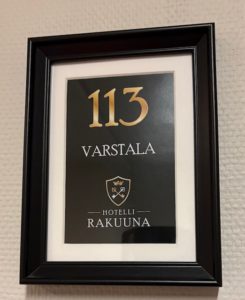 113
VARSTALA
HOTELLI
RAKUUNA